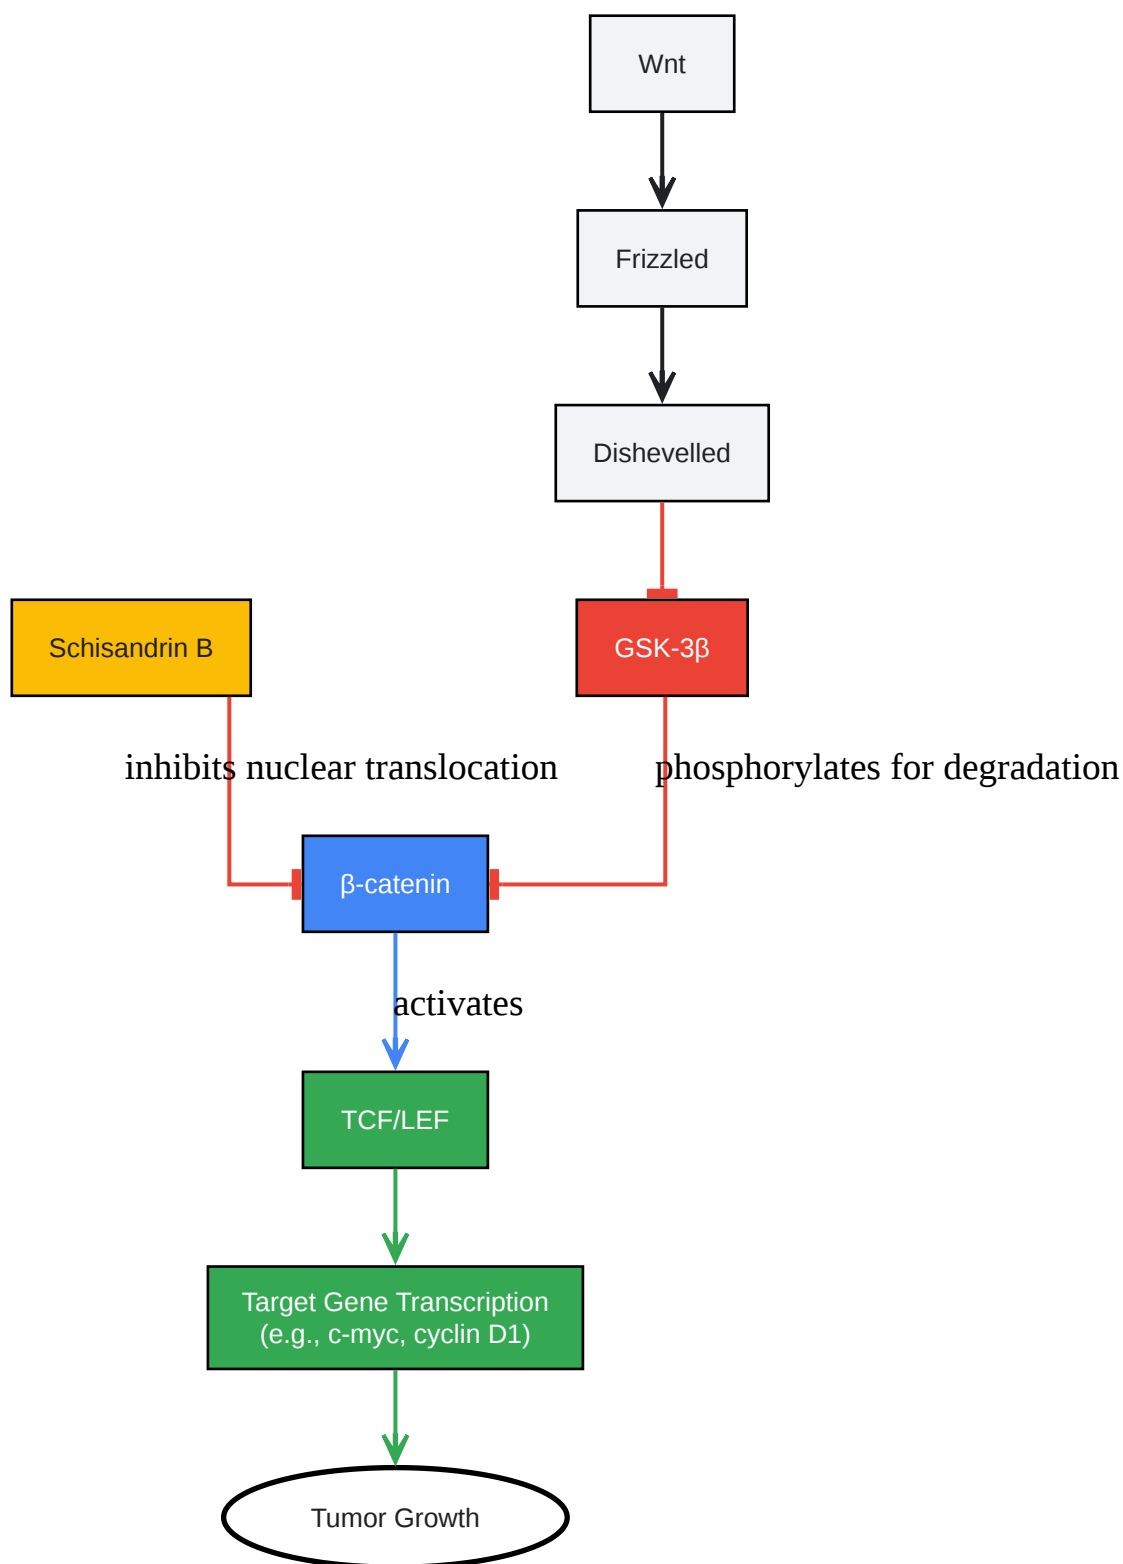 Wnt
Frizzled
Dishevelled
Schisandrin B
GSK-3β
inhibits nuclear translocation
phosphorylates for degradation
β-catenin
activates
TCF/LEF
Target Gene Transcription
(e.g., c-myc, cyclin D1)
Tumor Growth